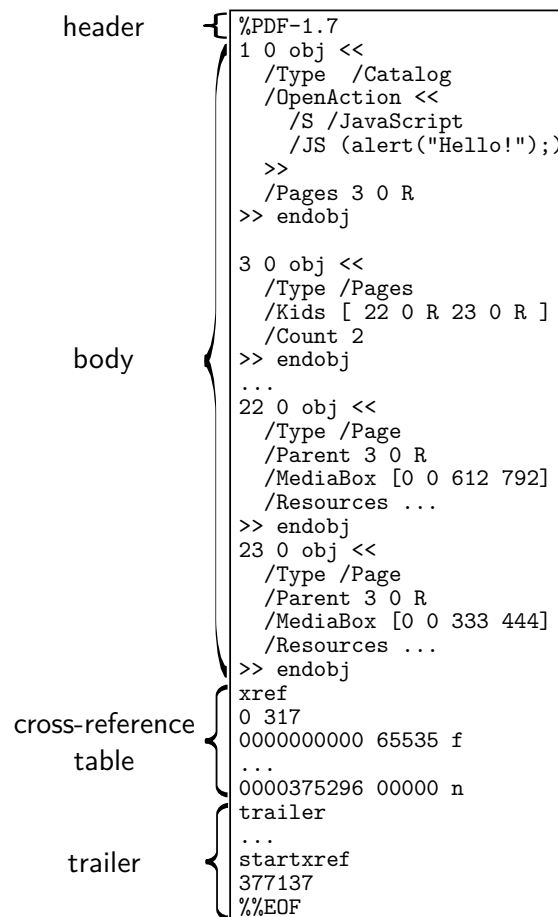 header
%PDF-1.7
body
1 0 obj <<
/Type  /Catalog
/OpenAction <<
/S /JavaScript
/JS (alert("Hello!");)
>>
/Pages 3 0 R
>> endobj
3 0 obj <<
/Type /Pages
/Kids [ 22 0 R 23 0 R ]
/Count 2
>> endobj
...
22 0 obj <<
/Type /Page
/Parent 3 0 R
/MediaBox [0 0 612 792]
/Resources ...
>> endobj
23 0 obj <<
/Type /Page
/Parent 3 0 R
/MediaBox [0 0 333 444]
/Resources ...
>> endobj
cross-reference
table
xref
0 317
0000000000 65535 f
...
0000375296 00000 n
trailer
trailer
...
startxref
377137
%%EOF